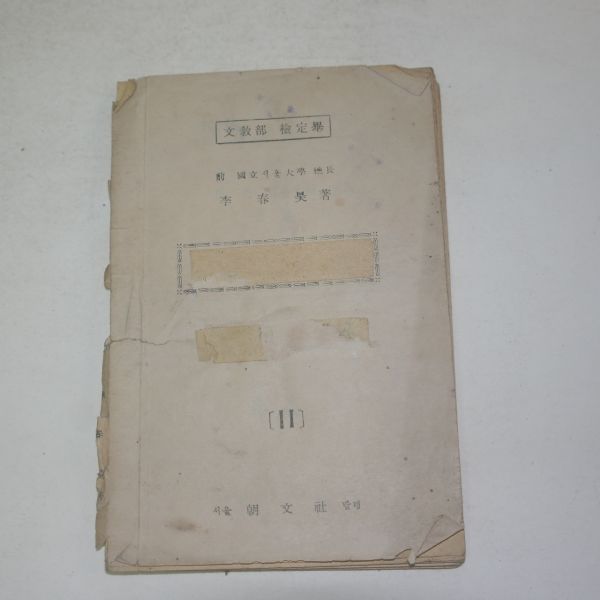 文敎部 檢定畢
前 國立서울大學 總長
李 春 昊 著
[II]
서울 朝文社 발행